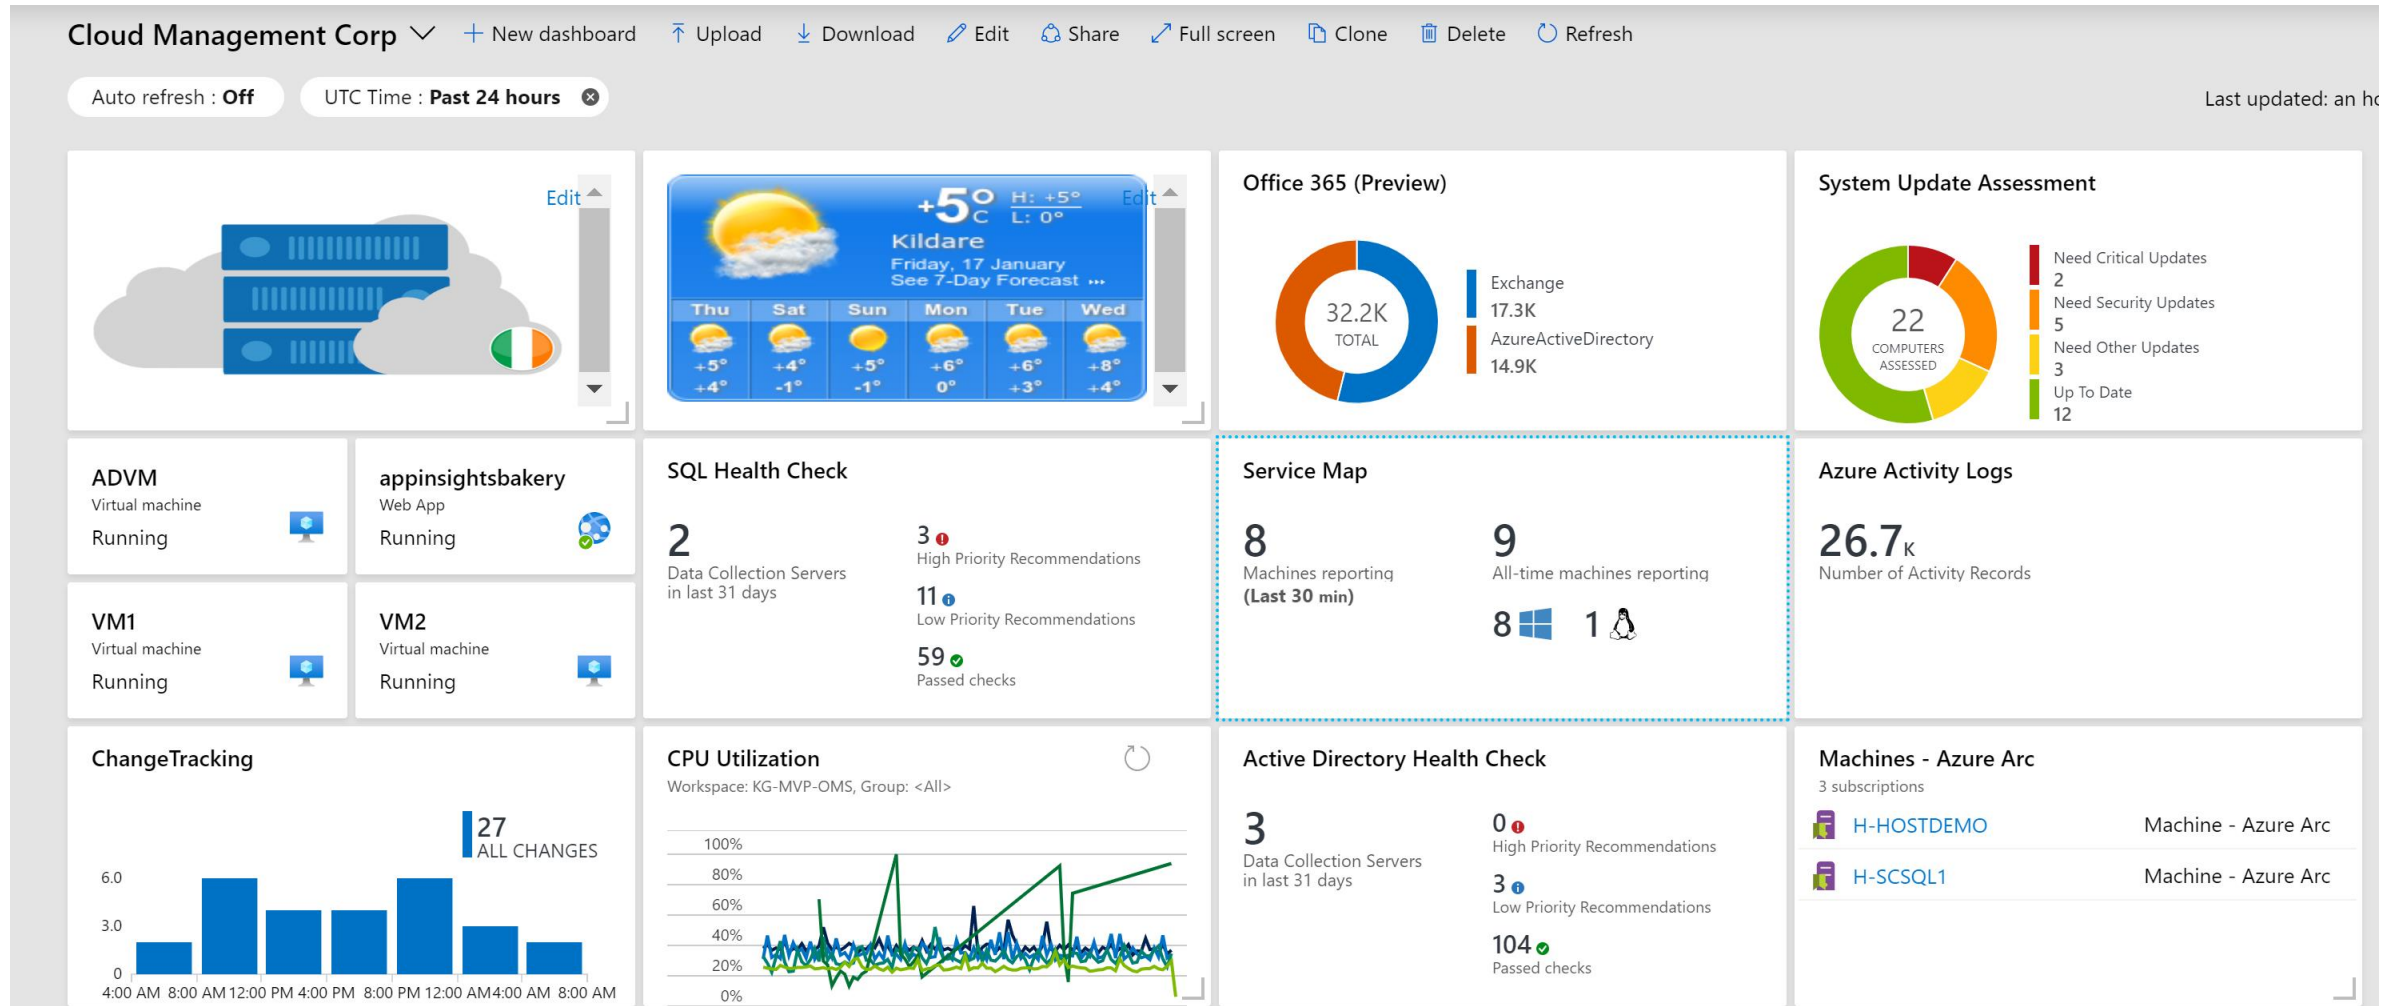 Cloud Management Corp
New dashboard Upload Download Edit Share Full screen Clone Delete Refresh
Auto refresh : Off UTC Time : Past 24 hours
Last updated: an
Edit
+5° C H: +5° L: 0°
Edit
Kildare
Friday, 17 January
See 7-Day Forecast ...
Thu Sat Sun Mon Tue Wed
+5° +4° +5° +6° +6° +8°
+4° -1° -1° 0° +3° +4°
Office 365 (Preview)
32.2K
TOTAL
Exchange
17.3K
AzureActiveDirectory
14.9K
System Update Assessment
22
COMPUTERS
ASSESSED
Need Critical Updates
2
Need Security Updates
5
Need Other Updates
3
Up To Date
12
ADVM
Virtual machine
Running
appinsightsbakery
Web App
Running
VM1
Virtual machine
Running
VM2
Virtual machine
Running
SQL Health Check
2
Data Collection Servers
in last 31 days
3
High Priority Recommendations
11
Low Priority Recommendations
59
Passed checks
Service Map
8
Machines reporting
(Last 30 min)
9
All-time machines reporting
8 1
Azure Activity Logs
26.7K
Number of Activity Records
ChangeTracking
27
ALL CHANGES
6.0
3.0
0
4:00 AM 8:00 AM 12:00 PM 4:00 PM 8:00 PM 12:00 AM 4:00 AM 8:00 AM
CPU Utilization
Workspace: KG-MVP-OMS, Group: <All>
100%
80%
60%
40%
20%
0%
Active Directory Health Check
3
Data Collection Servers
in last 31 days
0
High Priority Recommendations
3
Low Priority Recommendations
104
Passed checks
Machines - Azure Arc
3 subscriptions
H-HOSTDEMO Machine - Azure Arc
H-SCSQL1 Machine - Azure Arc